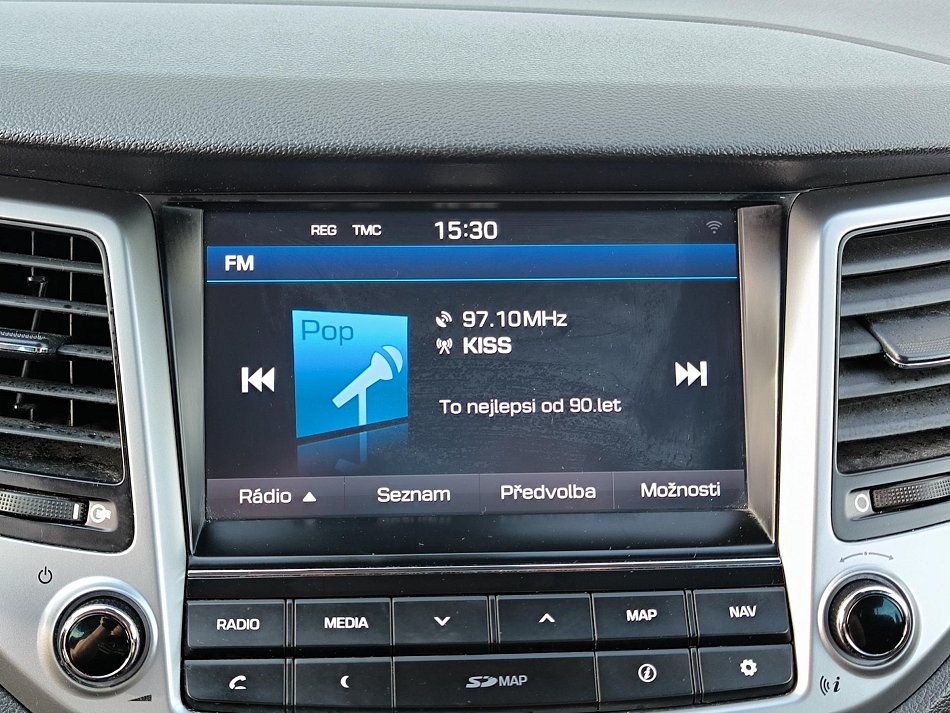 REG TMC 15:30
FM
Pop
97.10MHz
KISS
To nejlepsi od 90.let
Rádio Seznam Předvolba Možnosti
RADIO MEDIA MAP NAV
SD MAP
i
i